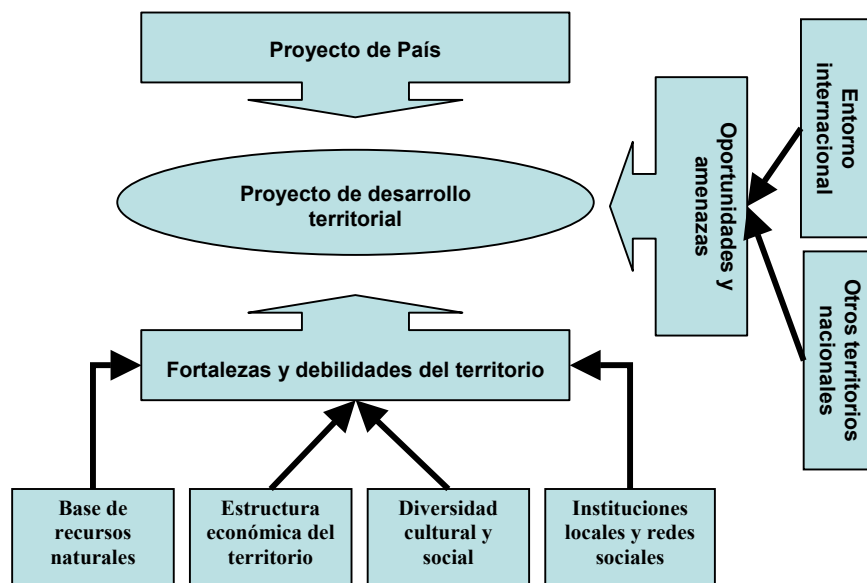 Proyecto de País
Proyecto de desarrollo
territorial
Oportunidades y
amenazas
Entorno
internacional
Otros territorios
nacionales
Fortalezas y debilidades del territorio
Base de
recursos
naturales
Estructura
económica del
territorio
Diversidad
cultural y
social
Instituciones
locales y redes
sociales